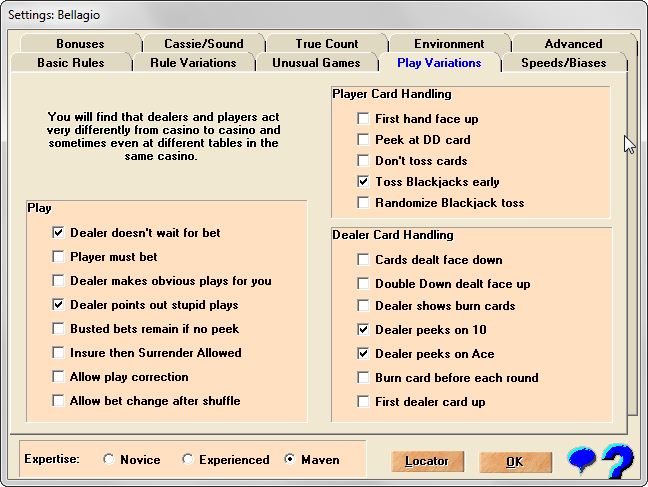 Settings: Bellagio
Bonuses
Cassie/Sound
True Count
Environment
Advanced
Basic Rules
Rule Variations
Unusual Games
Play Variations
Speeds/Biases
You will find that dealers and players act
very differently from casino to casino and
sometimes even at different tables in the
same casino.
Play
Dealer doesn't wait for bet
Player must bet
Dealer makes obvious plays for you
Dealer points out stupid plays
Busted bets remain if no peek
Insure then Surrender Allowed
Allow play correction
Allow bet change after shuffle
Player Card Handling
First hand face up
Peek at DD card
Don't toss cards
Toss Blackjacks early
Randomize Blackjack toss
Dealer Card Handling
Cards dealt face down
Double Down dealt face up
Dealer shows burn cards
Dealer peeks on 10
Dealer peeks on Ace
Burn card before each round
First dealer card up
Expertise:
Novice
Experienced
Maven
Locator
OK
?